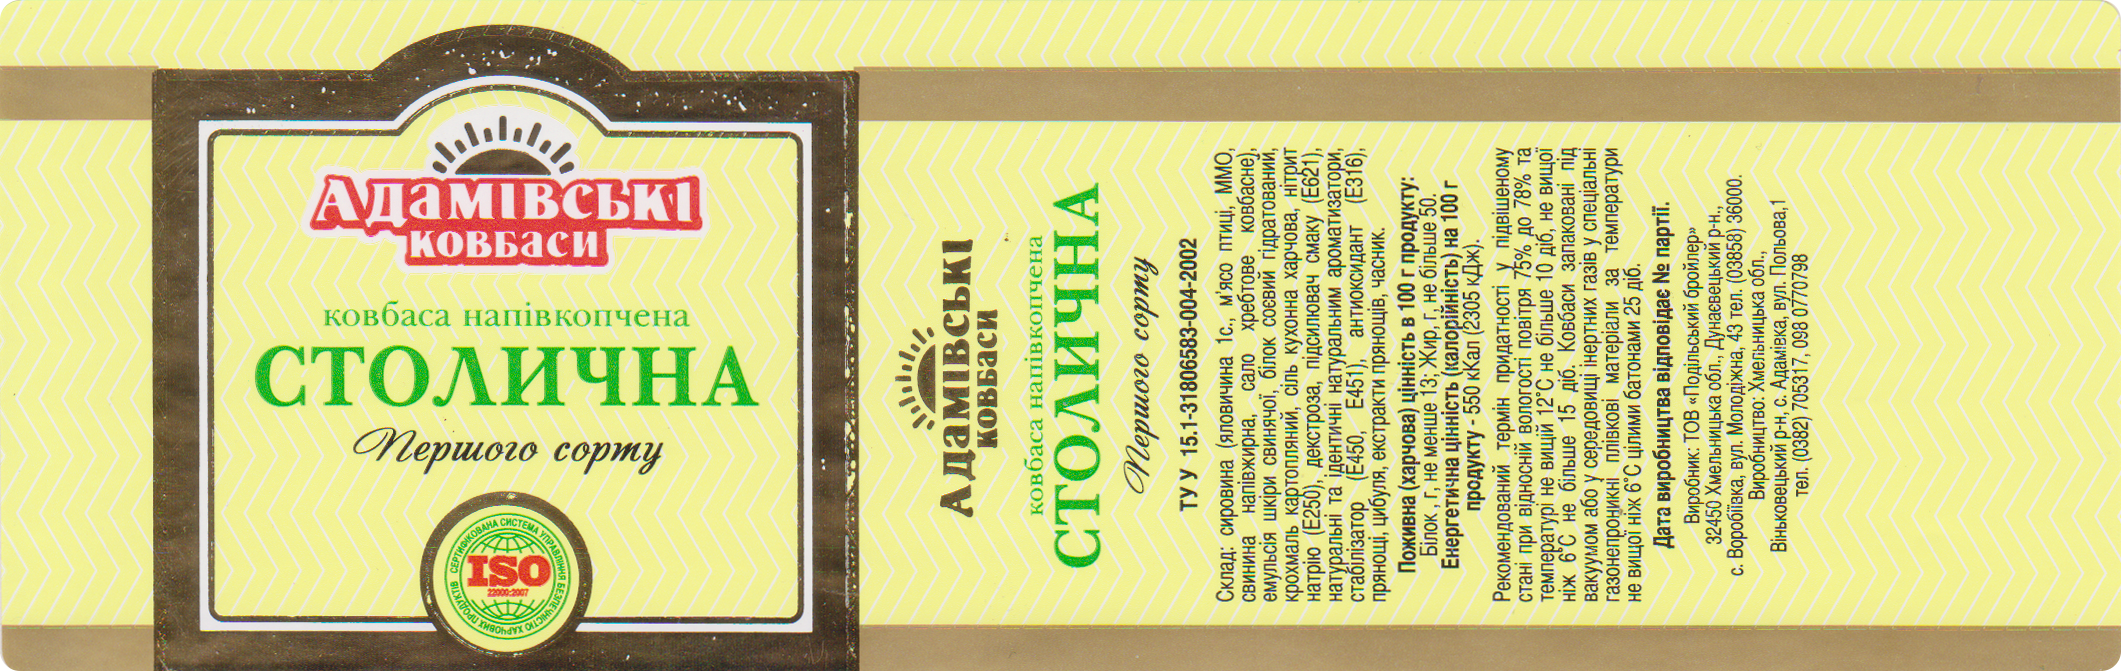 Адамівські
ковбаси
ковбаса напівкопчена
СТОЛИЧНА
Першого сорту
СЕРТИФІКОВАНА СИСТЕМА УПРАВЛІННЯ БЕЗПЕЧНІСТЮ ХАРЧОВИХ ПРОДУКТІВ
ISO
22000:2007
Адамівські
ковбаси
ковбаса напівкопчена
СТОЛИЧНА
Першого сорту
ТУ У 15.1-31806583-004-2002
Склад: сировина (яловичина 1с., м'ясо птиці, ММО,
свинина напівжирна, сало хребтове ковбасне),
емульсія шкіри свинячої, білок соєвий гідратований,
крохмаль картопляний, сіль кухонна харчова, нітрит
натрію (Е250), декстроза, підсилювач смаку (Е621),
натуральні та ідентичні натуральним ароматизатори,
стабілізатор (Е450, Е451), антиоксидант (Е316),
прянощі, цибуля, екстракти прянощів, часник.
Поживна (харчова) цінність в 100 г продукту:
Білок , г, не менше 13; Жир, г, не більше 50.
Енергетична цінність (калорійність) на 100 г
продукту - 550 кКал (2305 кДж).
Рекомендований термін придатності у підвішеному
стані при відносній вологості повітря 75% до 78% та
температурі не вищій 12°С не більше 10 діб, не вищої
ніж 6°С не більше 15 діб. Ковбаси запаковані під
вакуумом або у середовищі інертних газів у спеціальні
газонепроникні плівкові матеріали за температури
не вищої ніж 6°С цілими батонами 25 діб.
Дата виробництва відповідає № партії.
Виробник: ТОВ «Подільський бройлер»
32450 Хмельницька обл., Дунаєвецький р-н.,
с. Воробіївка, вул. Молодіжна, 43 тел. (03858) 36000.
Виробництво: Хмельницька обл.,
Віньковецький р-н, с. Адамівка, вул. Польова,1
тел. (0382) 705317, 098 0770798